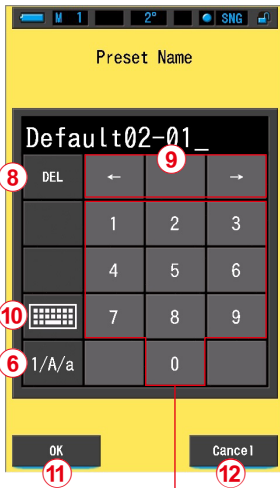 M 1 2° SNG
Preset Name
Default02-01_
9
8 DEL ← →
1 2 3
4 5 6
10 7 8 9
6 1/A/a 0
OK Cancel
11 12